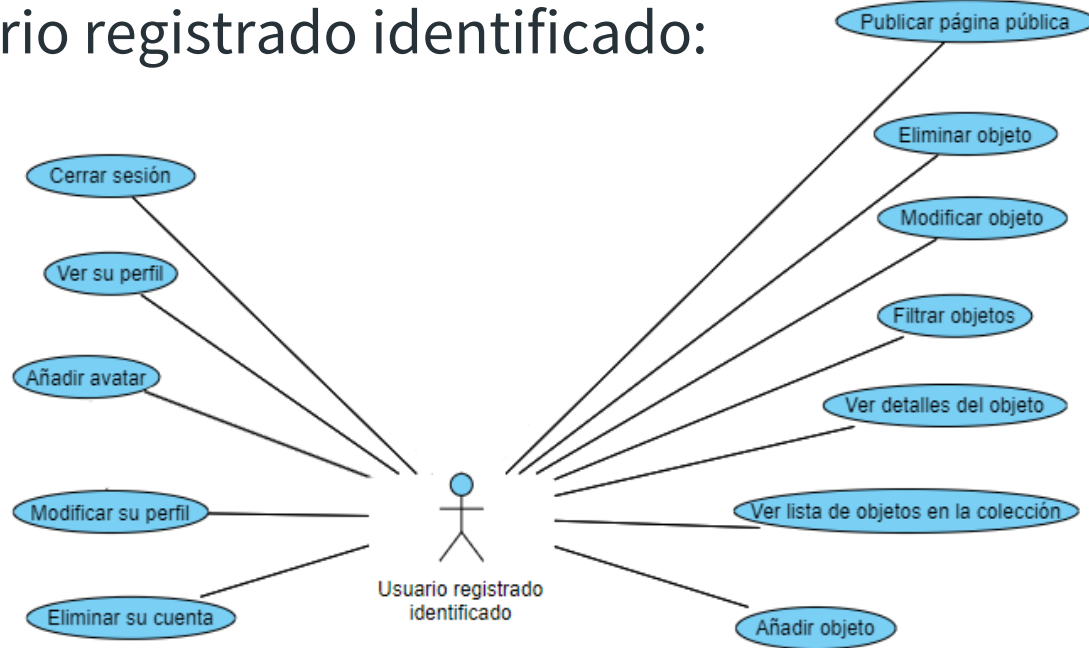 rio registrado identificado:
Publicar página pública
Eliminar objeto
Cerrar sesión
Modificar objeto
Ver su perfil
Filtrar objetos
Añadir avatar
Ver detalles del objeto
Modificar su perfil
Ver lista de objetos en la colección
Usuario registrado
identificado
Eliminar su cuenta
Añadir objeto